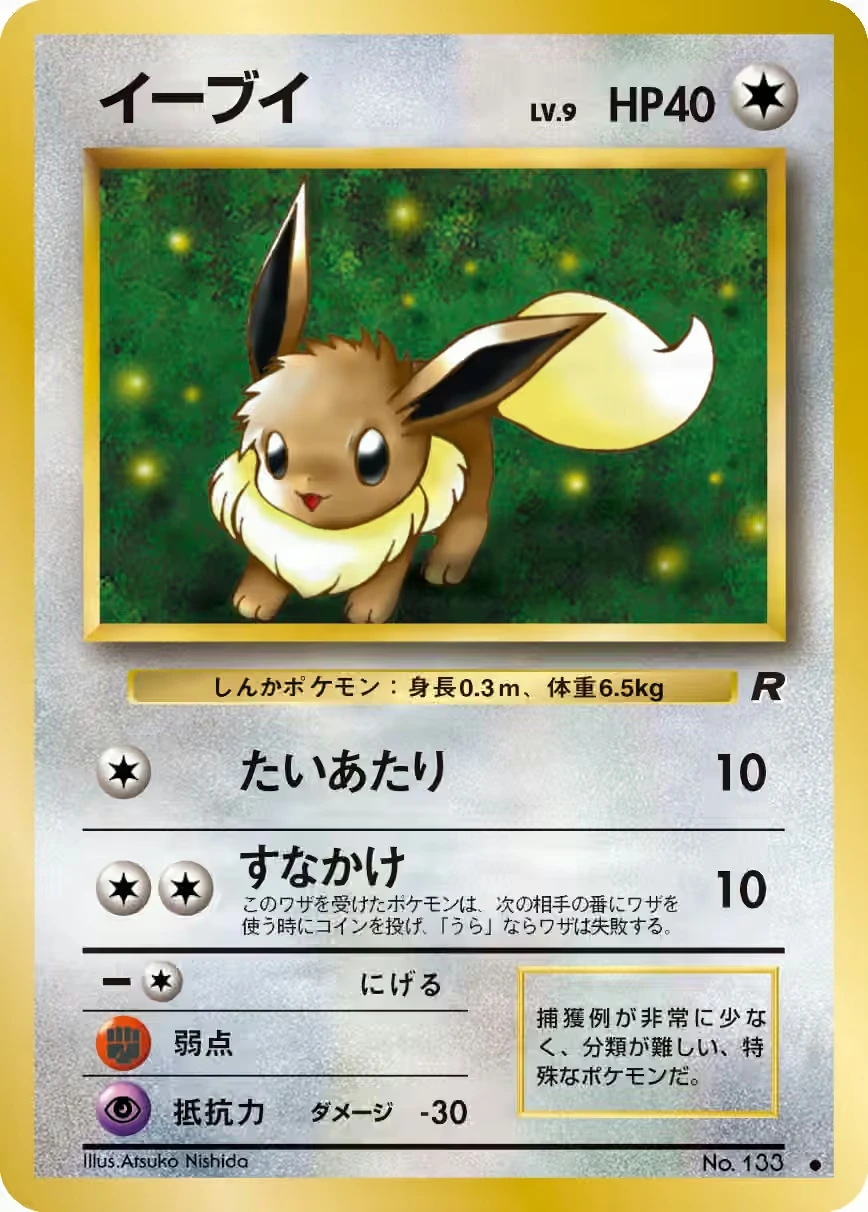 イーブイ LV.9 HP40
しんかポケモン：身長0.3m、体重6.5kg R
たいあたり 10
すなかけ 10
このワザを受けたポケモンは、次の相手の番にワザを
使う時にコインを投げ、「うら」ならワザは失敗する。
ー にげる
弱点
抵抗力 ダメージ -30
捕獲例が非常に少な
く、分類が難しい、特
殊なポケモンだ。
Illus.Atsuko Nishida No. 133 ●